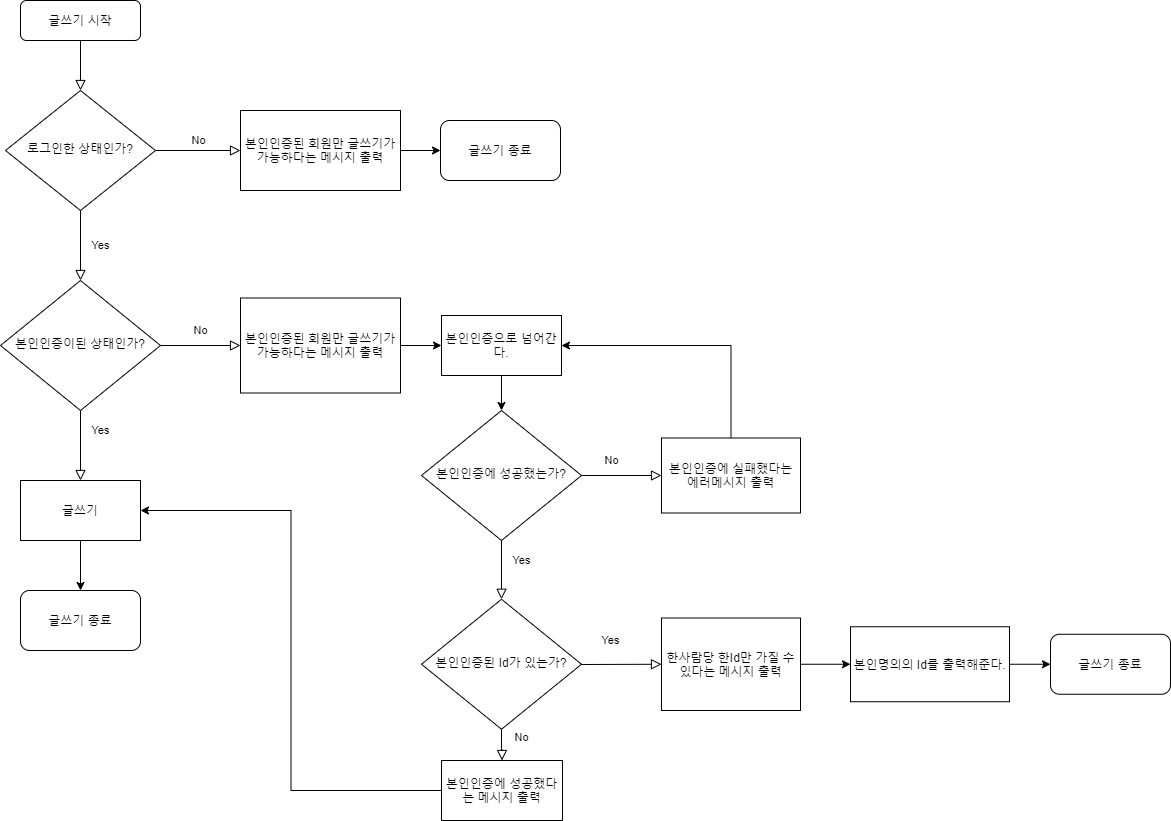 글쓰기 시작
로그인한 상태인가?
No
본인인증된 회원만 글쓰기가
가능하다는 메시지 출력
글쓰기 종료
Yes
본인인증이된 상태인가?
No
본인인증된 회원만 글쓰기가
가능하다는 메시지 출력
본인인증으로 넘어간
다.
Yes
본인인증에 성공했는가?
No
본인인증에 실패했다는
에러메시지 출력
글쓰기
Yes
글쓰기 종료
본인인증된 Id가 있는가?
Yes
한사람당 한Id만 가질 수
있다는 메시지 출력
본인명의의 Id를 출력해준다.
글쓰기 종료
No
본인인증에 성공했다
는 메시지 출력